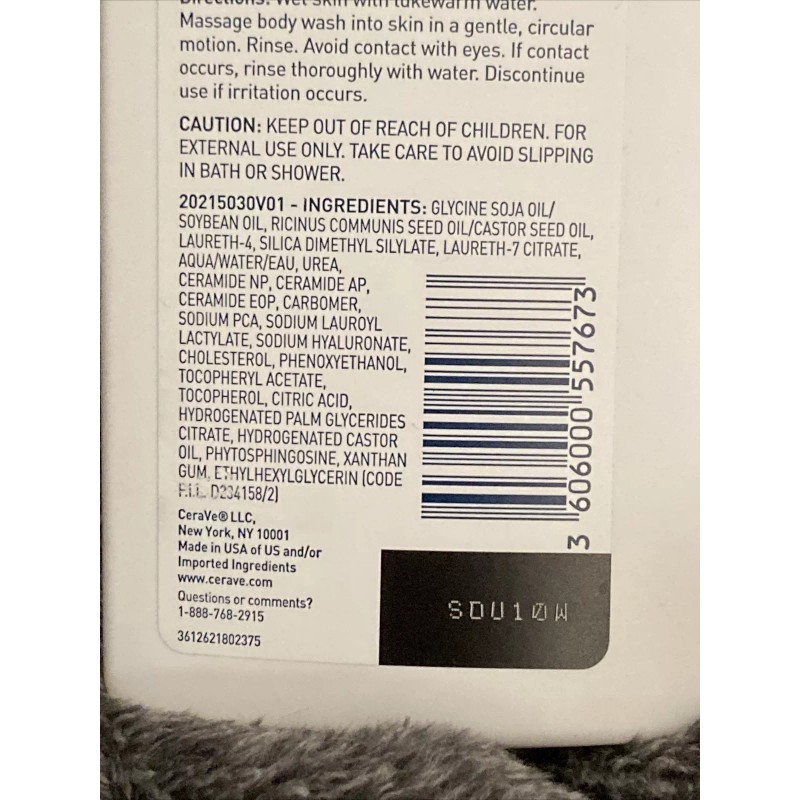 Directions: Wet skin with lukewarm water.
Massage body wash into skin in a gentle, circular
motion. Rinse. Avoid contact with eyes. If contact
occurs, rinse thoroughly with water. Discontinue
use if irritation occurs.
CAUTION: KEEP OUT OF REACH OF CHILDREN. FOR
EXTERNAL USE ONLY. TAKE CARE TO AVOID SLIPPING
IN BATH OR SHOWER.
20215030V01 - INGREDIENTS: GLYCINE SOJA OIL/
SOYBEAN OIL, RICINUS COMMUNIS SEED OIL/CASTOR SEED OIL,
LAURETH-4, SILICA DIMETHYL SILYLATE, LAURETH-7 CITRATE,
AQUA/WATER/EAU, UREA,
CERAMIDE NP, CERAMIDE AP,
CERAMIDE EOP, CARBOMER,
SODIUM PCA, SODIUM LAUROYL
LACTYLATE, SODIUM HYALURONATE,
CHOLESTEROL, PHENOXYETHANOL,
TOCOPHERYL ACETATE,
TOCOPHEROL, CITRIC ACID,
HYDROGENATED PALM GLYCERIDES
CITRATE, HYDROGENATED CASTOR
OIL, PHYTOSPHINGOSINE, XANTHAN
GUM, ETHYLHEXYLGLYCERIN (CODE
F.I.L. D234158/2)
CeraVe® LLC,
New York, NY 10001
Made in USA of US and/or
Imported Ingredients
www.cerave.com
Questions or comments?
1-888-768-2915
3612621802375
3 606000 557673
SDU10W